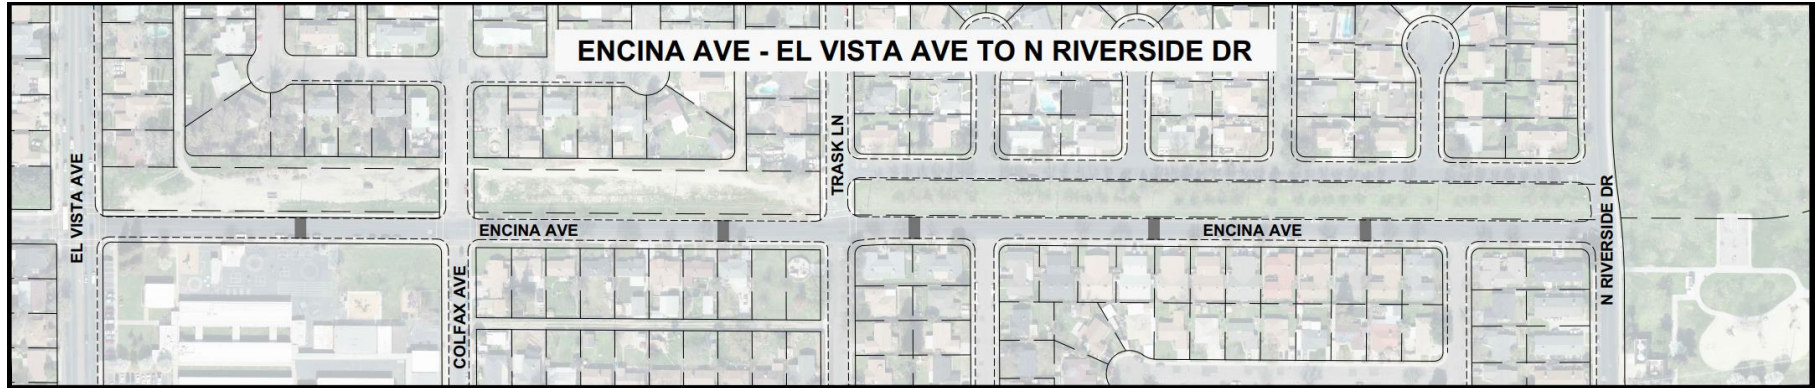 ENCINA AVE - EL VISTA AVE TO N RIVERSIDE DR
EL VISTA AVE
COLFAX AVE
ENCINA AVE
TRASK LN
ENCINA AVE
N RIVERSIDE DR